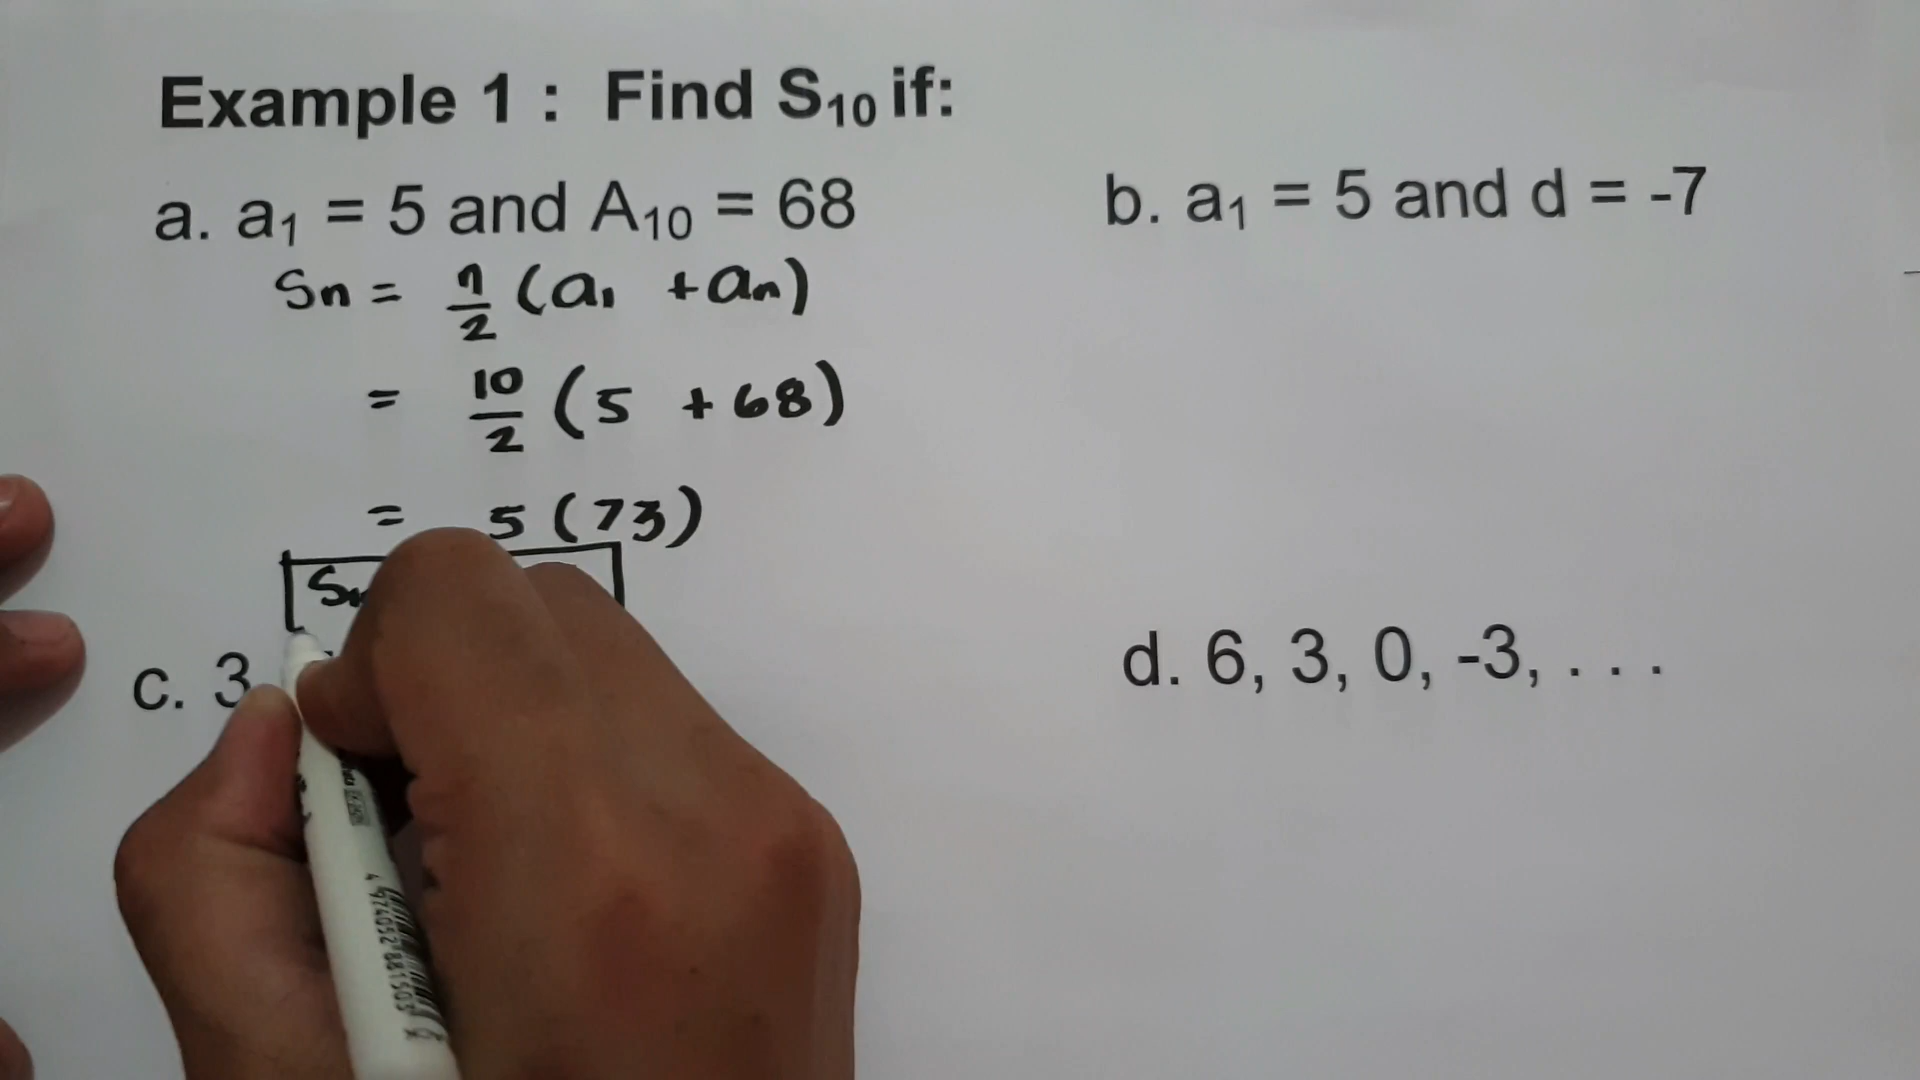 Example 1 : Find S10 if:
a. a1 = 5 and A10 = 68
Sn = n/2 (a1 + an)
= 10/2 (5 + 68)
= 5 (73)
b. a1 = 5 and d = -7
c. 3
d. 6, 3, 0, -3, . . .